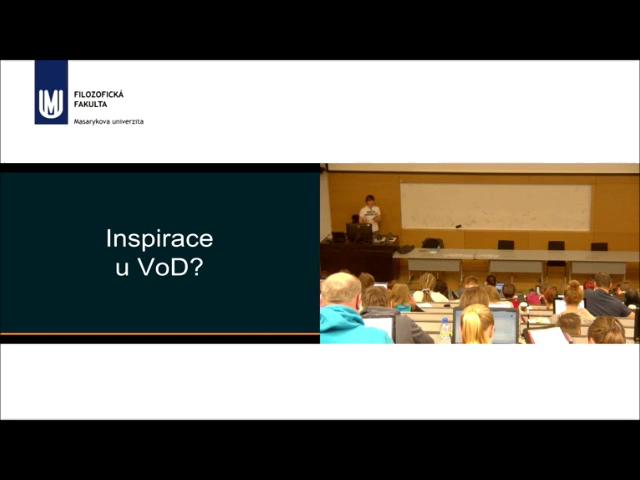 FILOZOFICKÁ
FAKULTA
Masarykova univerzita
Inspirace
u VoD?